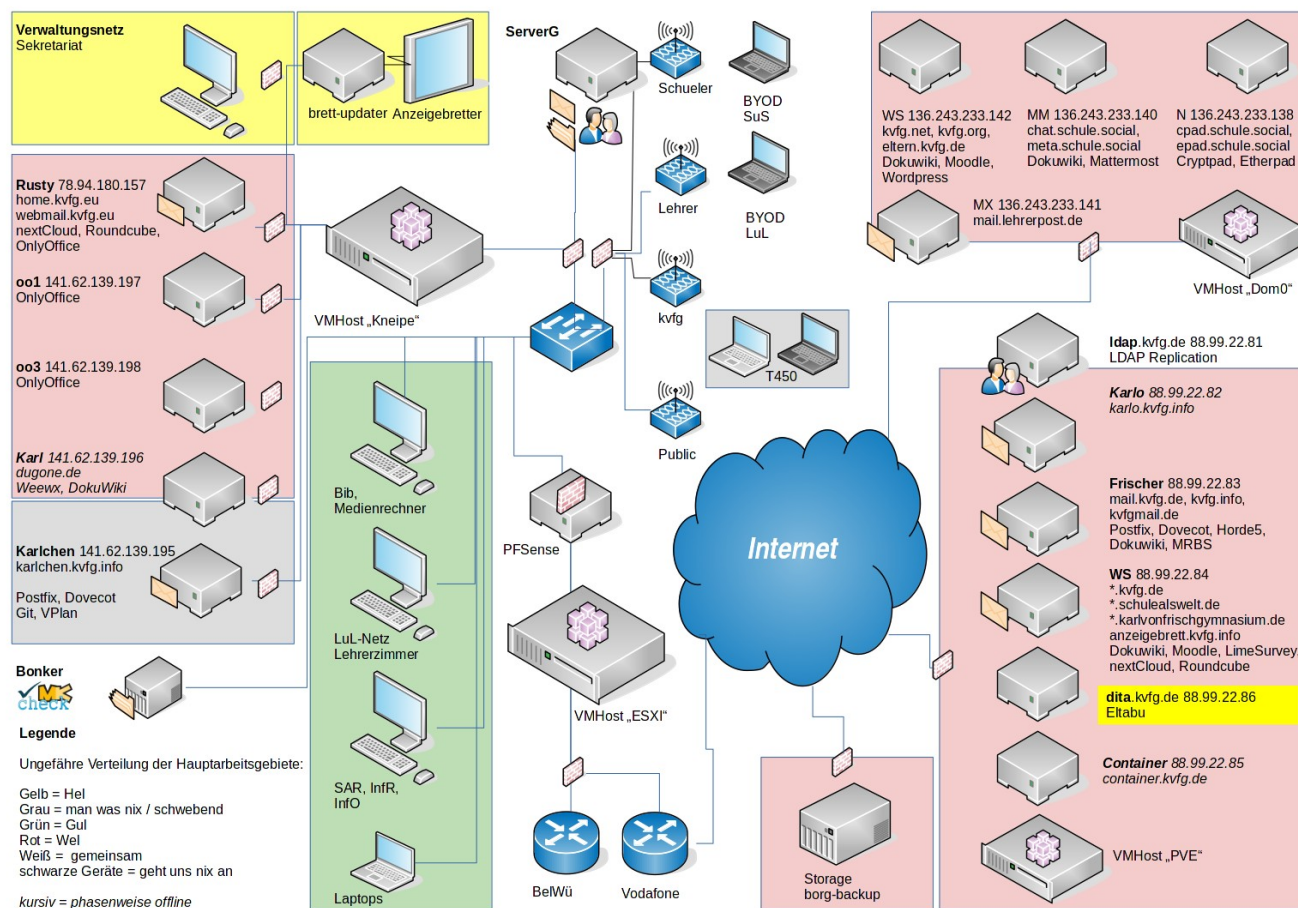 Verwaltungsnetz
Sekretariat
brett-updater
Anzeigebretter
ServerG
Schueler
BYOD
SuS
Lehrer
BYOD
LuL
kvfg
Public
T450
WS 136.243.233.142
kvfg.net, kvfg.org,
eltern.kvfg.de
Dokuwiki, Moodle,
Wordpress
MM 136.243.233.140
chat.schule.social,
meta.schule.social
Dokuwiki, Mattermost
N 136.243.233.138
cpad.schule.social,
epad.schule.social
Cryptpad, Etherpad
MX 136.243.233.141
mail.lehrerpost.de
VMHost „Dom0“
Rusty 78.94.180.157
home.kvfg.eu
webmail.kvfg.eu
nextCloud, Roundcube,
OnlyOffice
oo1 141.62.139.197
OnlyOffice
oo3 141.62.139.198
OnlyOffice
Karl 141.62.139.196
dugone.de
Weewx, DokuWiki
Karlchen 141.62.139.195
karlchen.kvfg.info
Postfix, Dovecot
Git, VPlan
VMHost „Kneipe“
Bib,
Medienrechner
LuL-Netz
Lehrerzimmer
SAR, InfR,
InfO
Laptops
PFSense
VMHost „ESXI“
BelWü
Vodafone
Internet
Storage
borg-backup
ldap.kvfg.de 88.99.22.81
LDAP Replication
Karlo 88.99.22.82
karlo.kvfg.info
Frischer 88.99.22.83
mail.kvfg.de, kvfg.info,
kvfgmail.de
Postfix, Dovecot, Horde5,
Dokuwiki, MRBS
WS 88.99.22.84
*.kvfg.de
*.schulealswelt.de
*.karlvonfrischgymnasium.de
anzeigebrett.kvfg.info
Dokuwiki, Moodle, LimeSurvey,
nextCloud, Roundcube
dita.kvfg.de 88.99.22.86
Eltabu
Container 88.99.22.85
container.kvfg.de
VMHost „PVE“
Bonker
MK
check
Legende
Ungefähre Verteilung der Hauptarbeitsgebiete:
Gelb = Hel
Grau = man was nix / schwebend
Grün = Gul
Rot = Wel
Weiß = gemeinsam
schwarze Geräte = geht uns nix an
kursiv = phasenweise offline